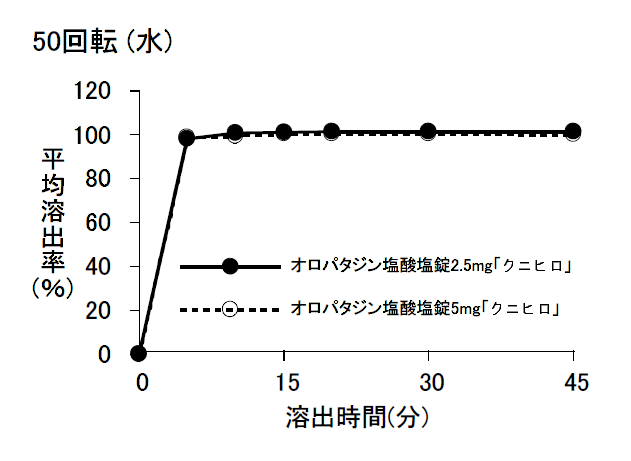 50回転(水)
120
100
80
60
40
20
0
平均溶出率(%)
オロパタジン塩酸塩錠2.5mg「クニヒロ」
オロパタジン塩酸塩錠5mg「クニヒロ」
0 15 30 45
溶出時間(分)